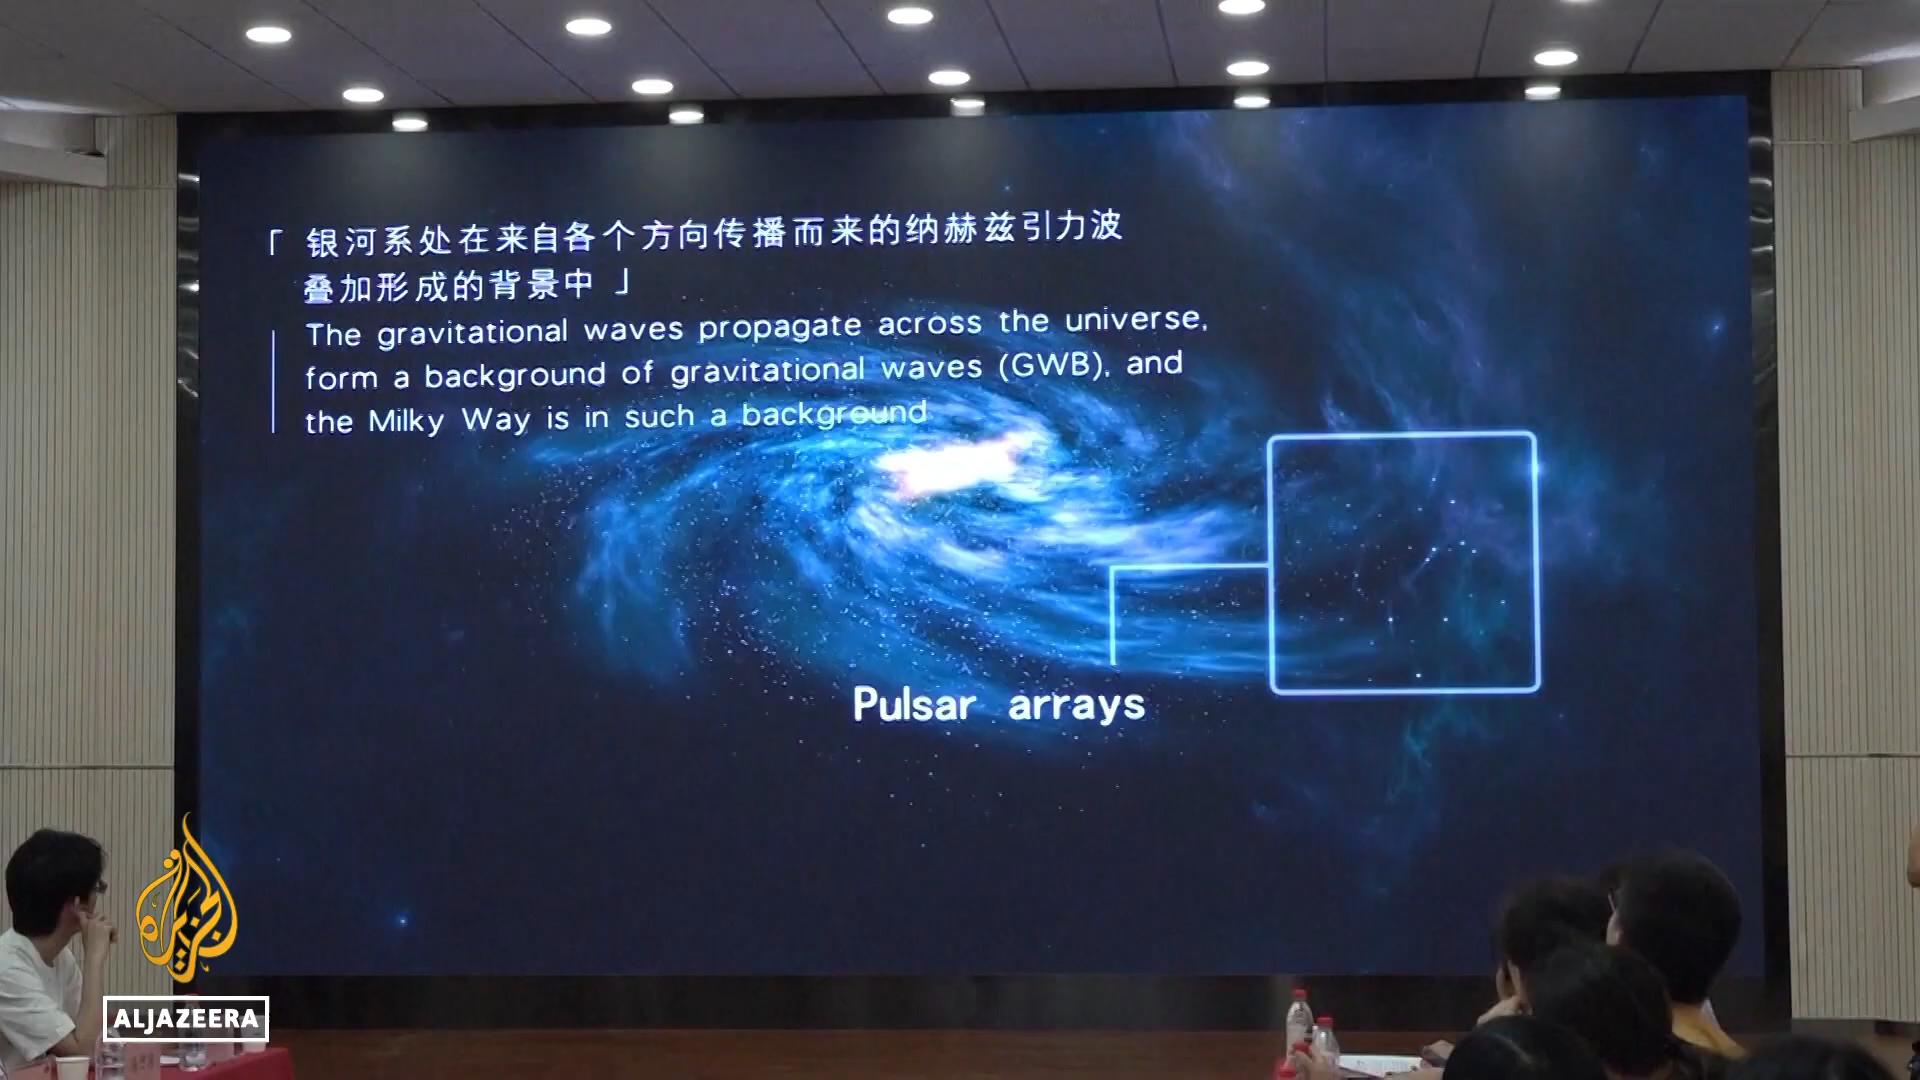 「 银河系处在来自各个方向传播而来的纳赫兹引力波
叠加形成的背景中 」
The gravitational waves propagate across the universe,
form a background of gravitational waves (GWB), and
the Milky Way is in such a background
Pulsar arrays
الجزيرة
ALJAZEERA